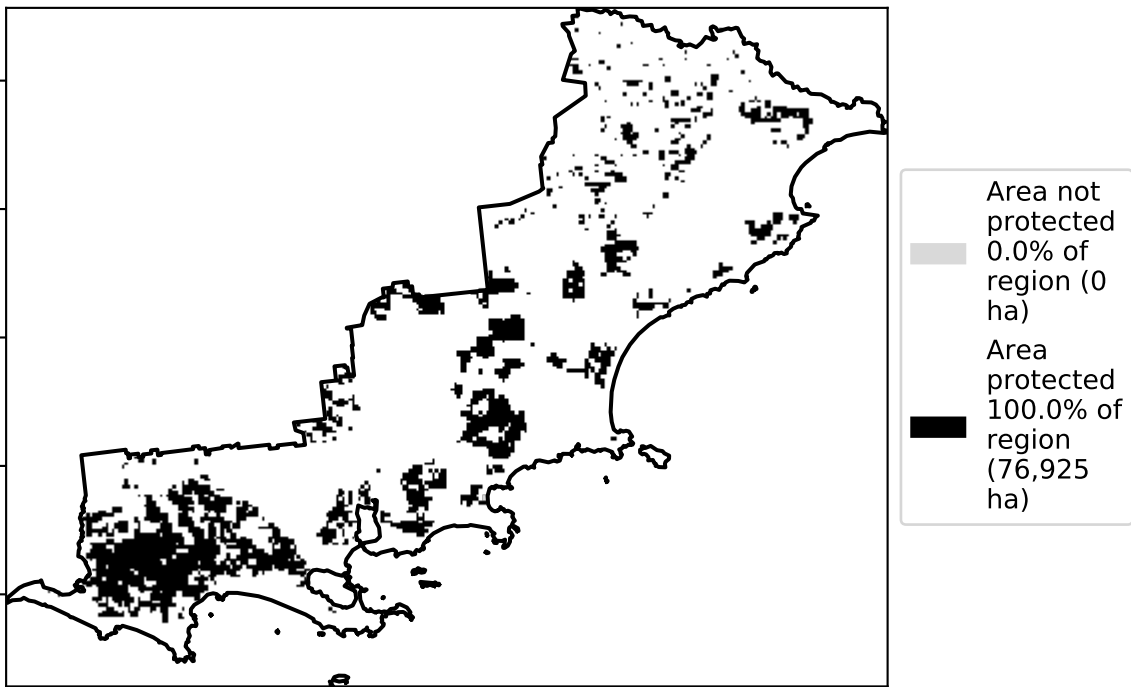 Area not
protected
0.0% of
region (0
ha)
Area
protected
100.0% of
region
(76,925
ha)